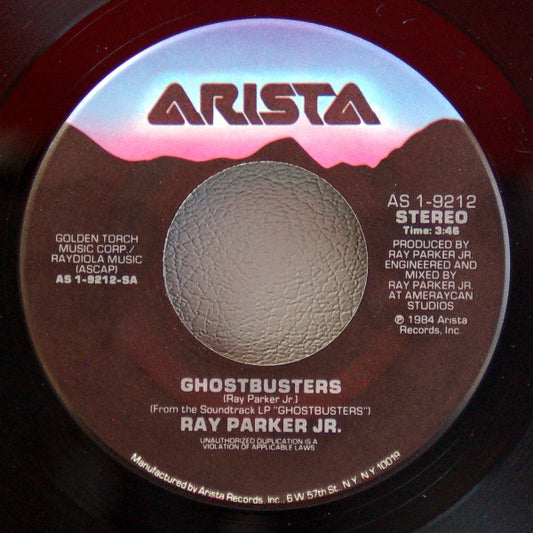 ARISTA
AS 1-9212
STEREO
Time: 3:46
PRODUCED BY
RAY PARKER JR.
ENGINEERED AND
MIXED BY
RAY PARKER JR.
AT AMERAYCAN
STUDIOS
℗ 1984 Arista
Records, Inc.
GOLDEN TORCH
MUSIC CORP./
RAYDIOLA MUSIC
(ASCAP)
AS 1-9212-SA
GHOSTBUSTERS
(Ray Parker Jr.)
(From the Soundtrack LP "GHOSTBUSTERS")
RAY PARKER JR.
UNAUTHORIZED DUPLICATION IS A
VIOLATION OF APPLICABLE LAWS
Manufactured by Arista Records, Inc., 6 W 57th St., N.Y. N.Y 10019